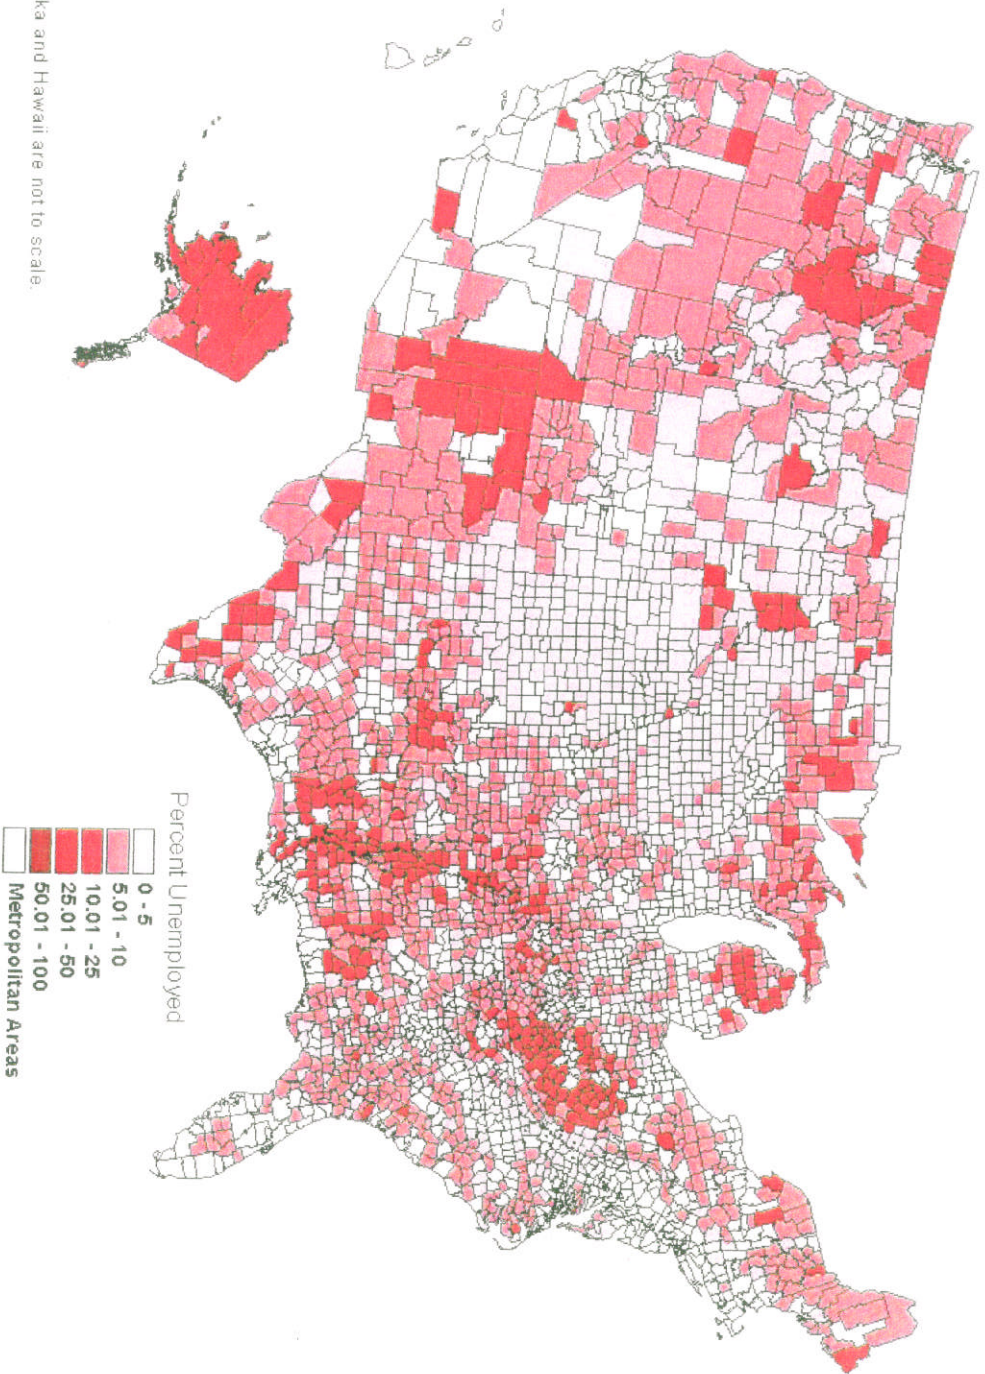 ka and Hawaii are not to scale.
Percent Unemployed
0 - 5
5.01 - 10
10.01 - 25
25.01 - 50
50.01 - 100
Metropolitan Areas